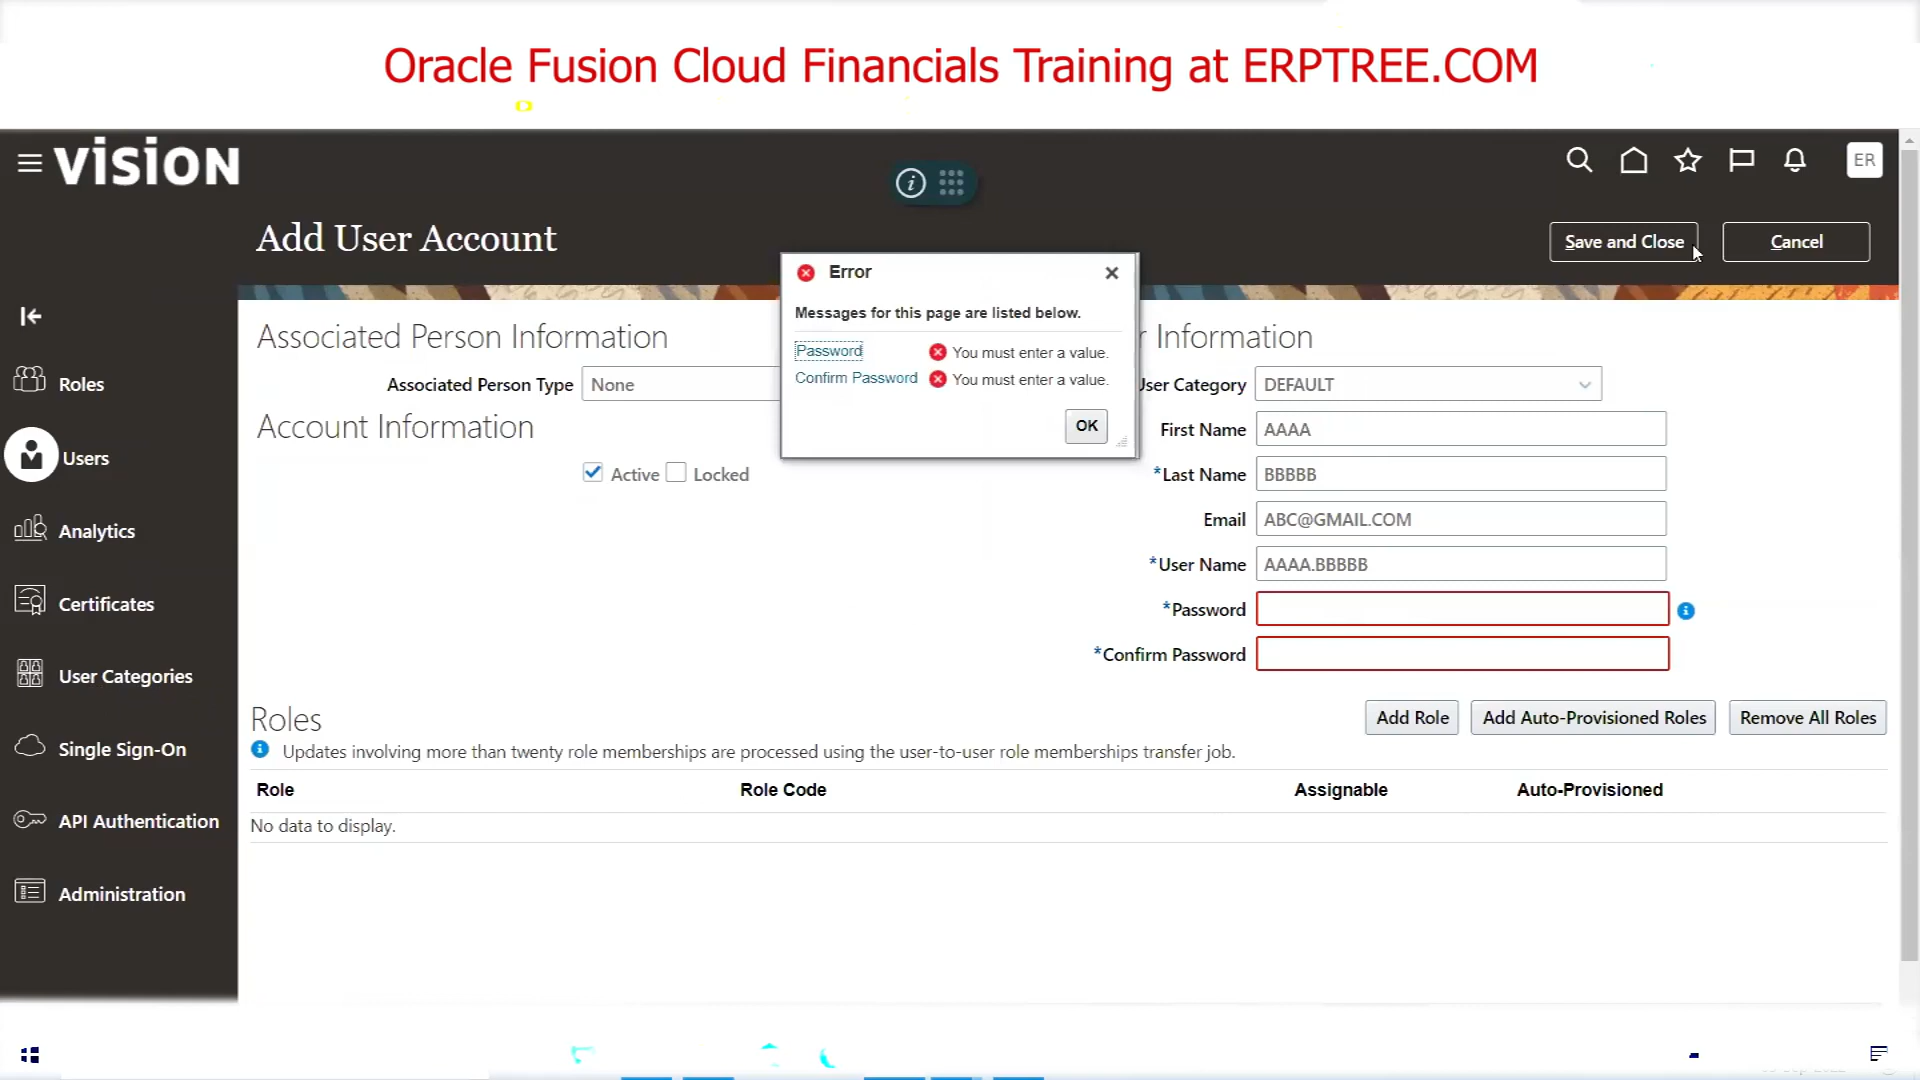 Oracle Fusion Cloud Financials Training at ERPTREE.COM
vision
ER
Add User Account
Save and Close
Cancel
Error
Messages for this page are listed below.
Password You must enter a value.
Confirm Password You must enter a value.
OK
Associated Person Information
Associated Person Type None
Account Information
Active Locked
r Information
User Category DEFAULT
First Name AAAA
*Last Name BBBBB
Email ABC@GMAIL.COM
*User Name AAAA.BBBBB
*Password
*Confirm Password
Roles
Users
Analytics
Certificates
User Categories
Single Sign-On
API Authentication
Administration
Roles
Add Role Add Auto-Provisioned Roles Remove All Roles
Updates involving more than twenty role memberships are processed using the user-to-user role memberships transfer job.
Role Role Code Assignable Auto-Provisioned
No data to display.